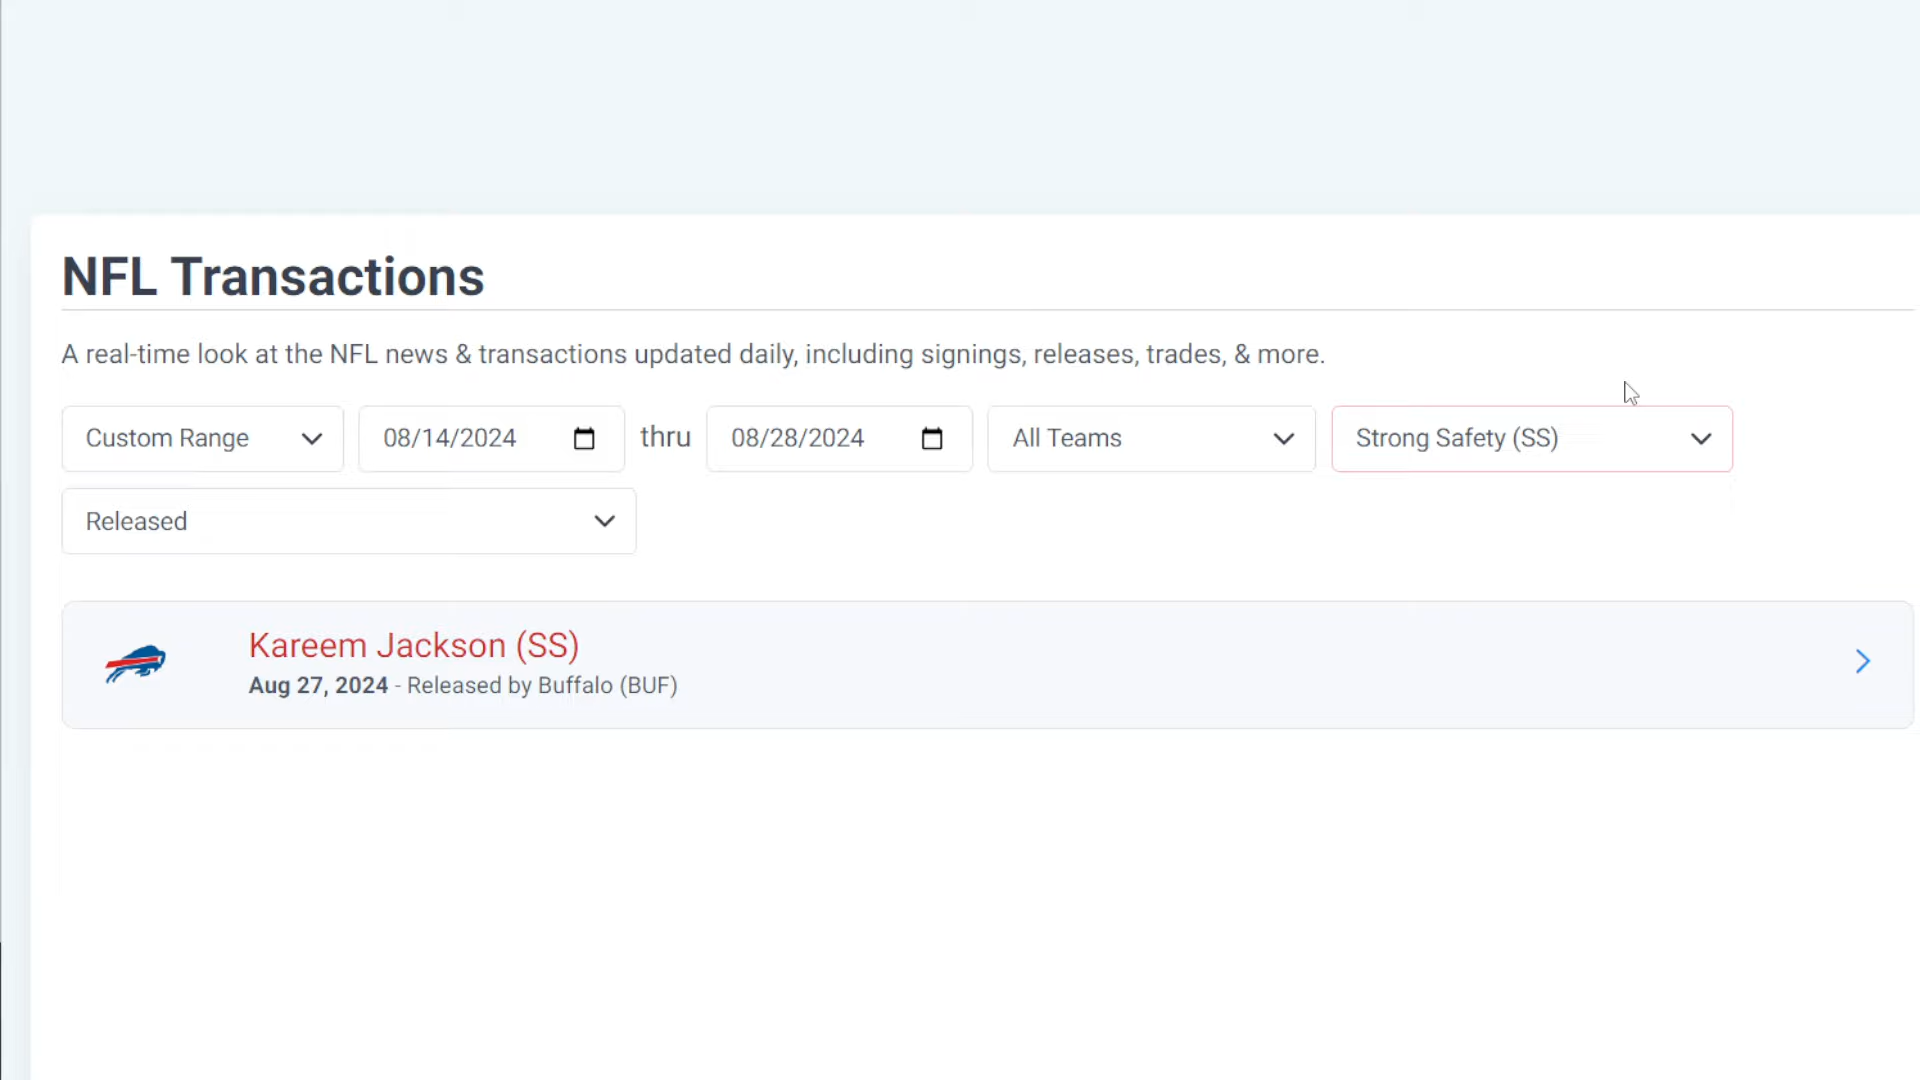 NFL Transactions
A real-time look at the NFL news & transactions updated daily, including signings, releases, trades, & more.
Custom Range 08/14/2024 thru 08/28/2024 All Teams Strong Safety (SS)
Released
Kareem Jackson (SS)
Aug 27, 2024 - Released by Buffalo (BUF)